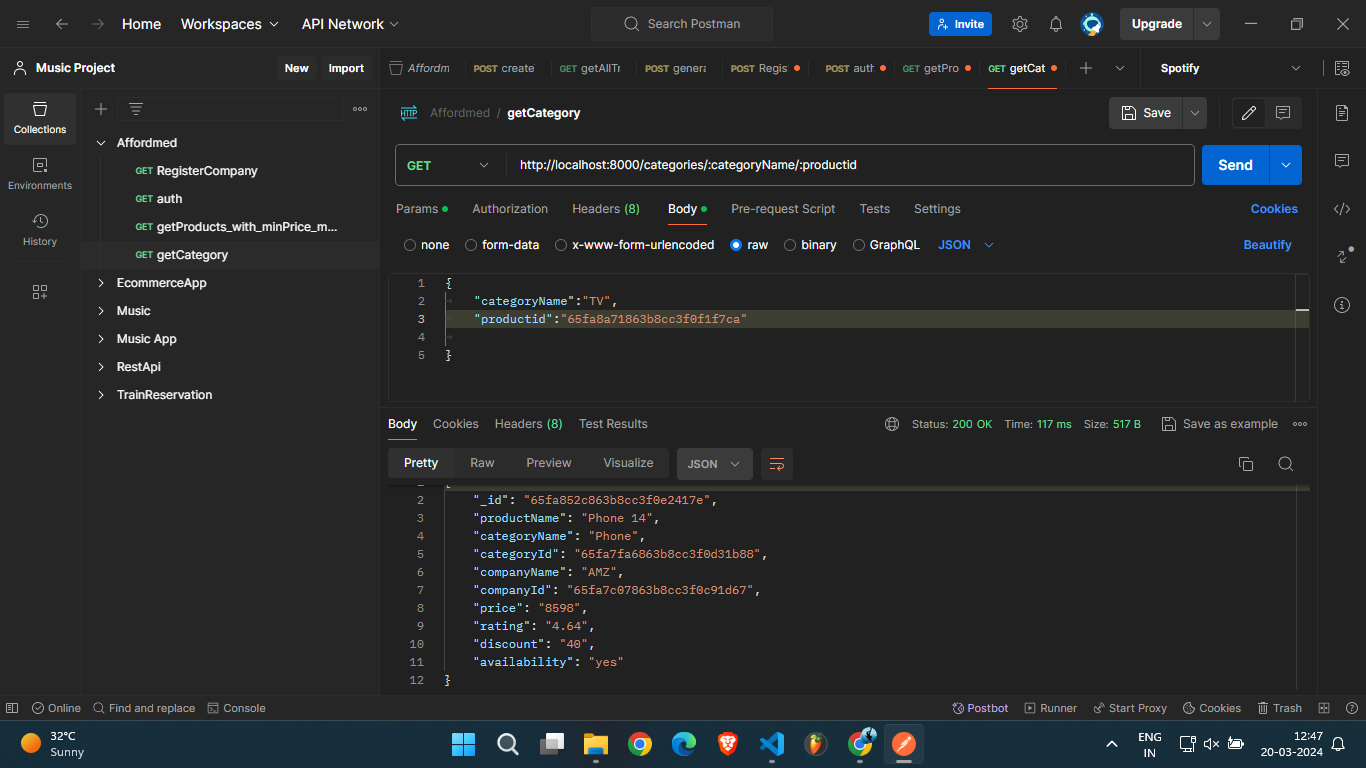 Home Workspaces API Network Search Postman Invite Upgrade
Music Project New Import Affordm POST create GET getAllTr POST genera POST Regis POST auth GET getPro GET getCat Spotify
Collections
Environments
History
Affordmed
GET RegisterCompany
GET auth
GET getProducts_with_minPrice_m...
GET getCategory
EcommerceApp
Music
Music App
RestApi
TrainReservation
HTTP Affordmed / getCategory Save
GET http://localhost:8000/categories/:categoryName/:productid Send
Params Authorization Headers (8) Body Pre-request Script Tests Settings Cookies
none form-data x-www-form-urlencoded raw binary GraphQL JSON Beautify
1 {
2 "categoryName":"TV",
3 "productid":"65fa8a71863b8cc3f0f1f7ca"
4
5 }
Body Cookies Headers (8) Test Results Status: 200 OK Time: 117 ms Size: 517 B Save as example
Pretty Raw Preview Visualize JSON
2 "_id": "65fa852c863b8cc3f0e2417e",
3 "productName": "Phone 14",
4 "categoryName": "Phone",
5 "categoryId": "65fa7fa6863b8cc3f0d31b88",
6 "companyName": "AMZ",
7 "companyId": "65fa7c07863b8cc3f0c91d67",
8 "price": "8598",
9 "rating": "4.64",
10 "discount": "40",
11 "availability": "yes"
12 }
Online Find and replace Console Postbot Runner Start Proxy Cookies Trash
32°C
Sunny
ENG
IN
12:47
20-03-2024